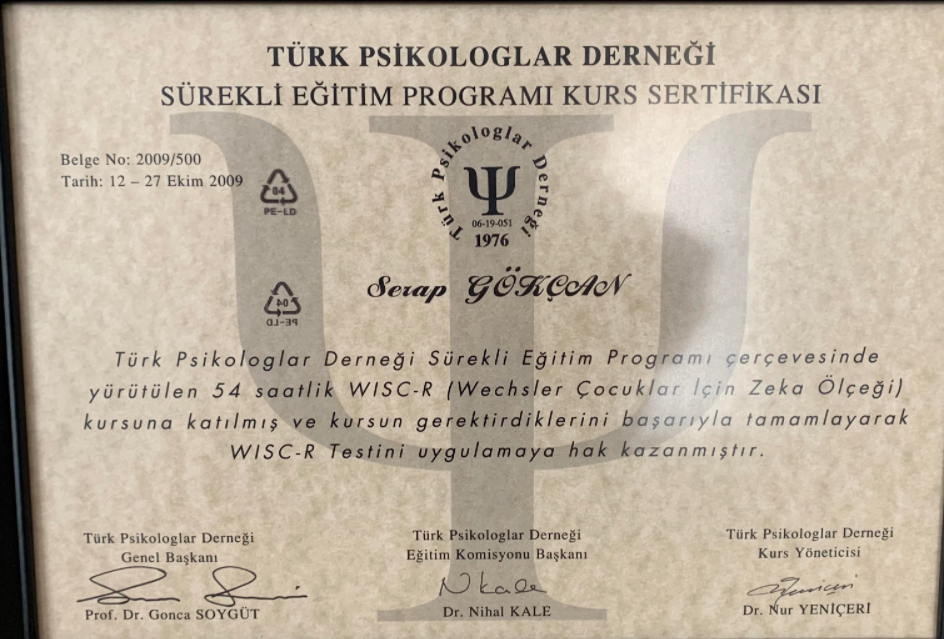 TÜRK PSİKOLOGLAR DERNEĞİ
SÜREKLİ EĞİTİM PROGRAMI KURS SERTİFİKASI
Belge No: 2009/500
Tarih: 12 – 27 Ekim 2009
04
PE-LD
Türk Psikologlar Derneği
Ψ
06-19-051
1976
04
PE-LD
Serap GÖKÇAN
Türk Psikologlar Derneği Sürekli Eğitim Programı çerçevesinde
yürütülen 54 saatlik WISC-R (Wechsler Çocuklar İçin Zeka Ölçeği)
kursuna katılmış ve kursun gerektirdiklerini başarıyla tamamlayarak
WISC-R Testini uygulamaya hak kazanmıştır.
Türk Psikologlar Derneği
Genel Başkanı
Prof. Dr. Gonca SOYGÜT
Türk Psikologlar Derneği
Eğitim Komisyonu Başkanı
N Kale
Dr. Nihal KALE
Türk Psikologlar Derneği
Kurs Yöneticisi
Dr. Nur YENİÇERİ